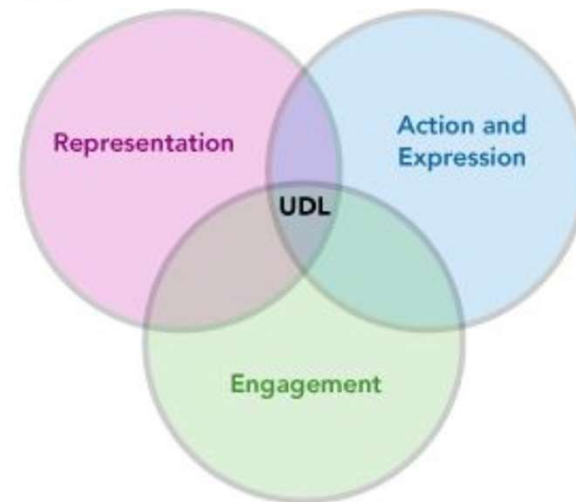 Representation
Action and
Expression
UDL
Engagement